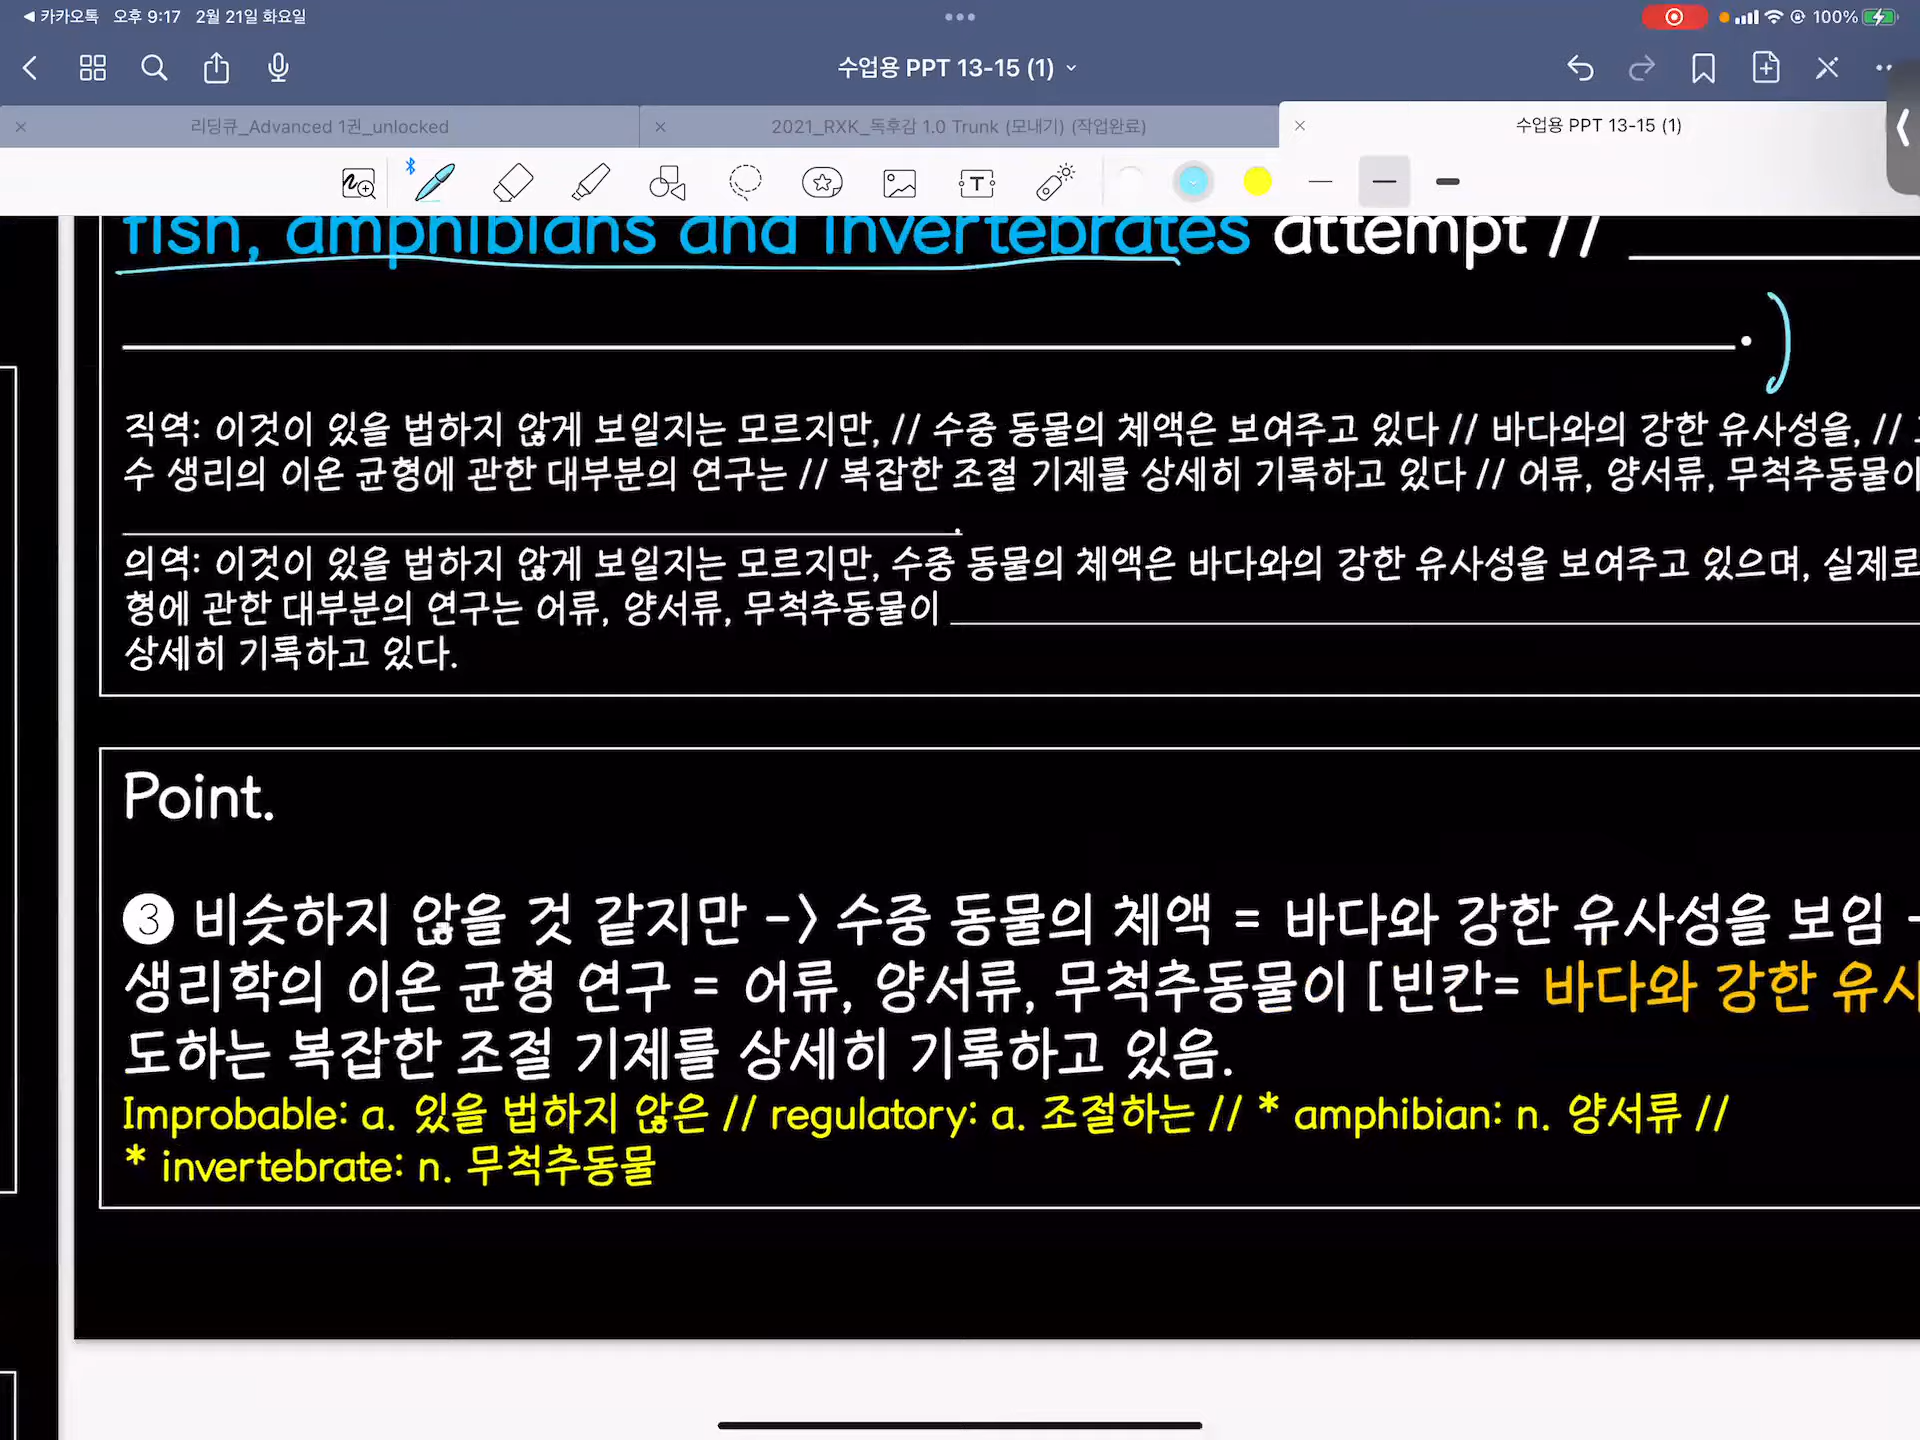 ◀ 카카오톡 오후 9:17 2월 21일 화요일 100%
수업용 PPT 13-15 (1)
리딩큐_Advanced 1권_unlocked
2021_RXK_독후감 1.0 Trunk (모내기) (작업완료)
수업용 PPT 13-15 (1)
fish, amphibians and invertebrates attempt // ____
____.
직역: 이것이 있을 법하지 않게 보일지는 모르지만, // 수중 동물의 체액은 보여주고 있다 // 바다와의 강한 유사성을, //
수 생리의 이온 균형에 관한 대부분의 연구는 // 복잡한 조절 기제를 상세히 기록하고 있다 // 어류, 양서류, 무척추동물이
____.
의역: 이것이 있을 법하지 않게 보일지는 모르지만, 수중 동물의 체액은 바다와의 강한 유사성을 보여주고 있으며, 실제로
형에 관한 대부분의 연구는 어류, 양서류, 무척추동물이 ____
상세히 기록하고 있다.
Point.
❸ 비슷하지 않을 것 같지만 -> 수중 동물의 체액 = 바다와 강한 유사성을 보임 -
생리학의 이온 균형 연구 = 어류, 양서류, 무척추동물이 [빈칸= 바다와 강한 유사
도하는 복잡한 조절 기제를 상세히 기록하고 있음.
Improbable: a. 있을 법하지 않은 // regulatory: a. 조절하는 // * amphibian: n. 양서류 //
* invertebrate: n. 무척추동물